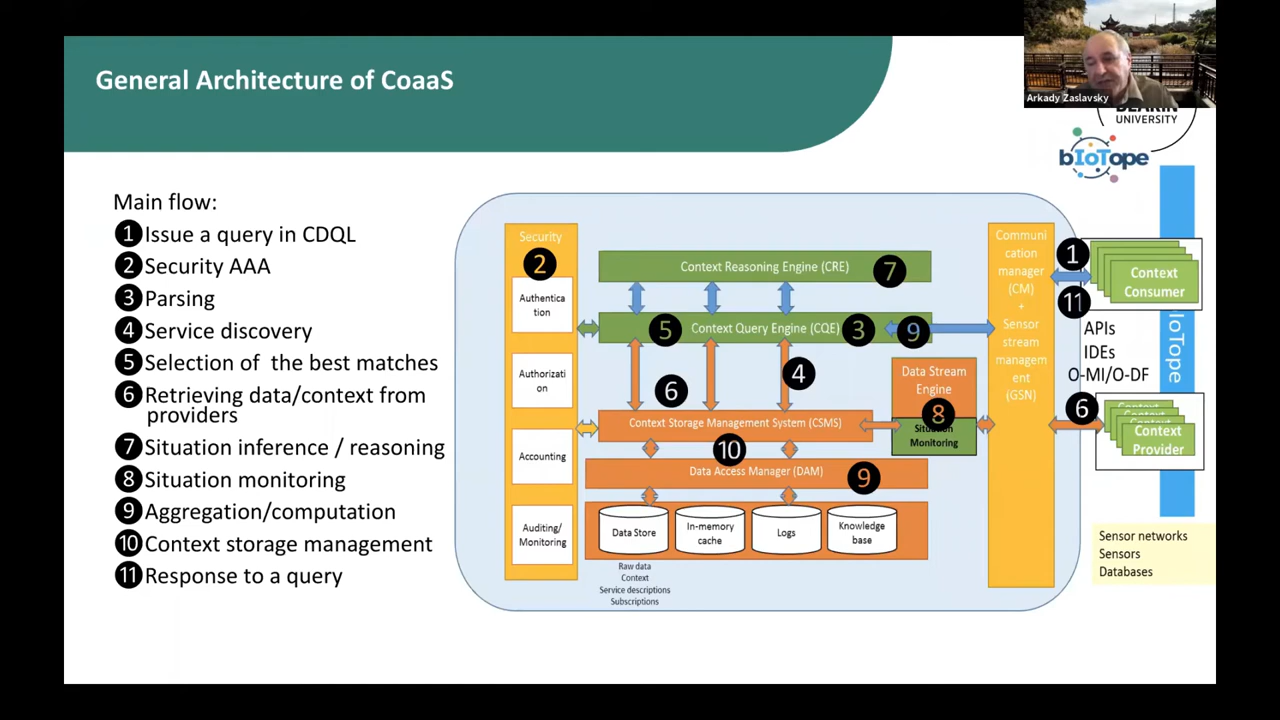 General Architecture of CoaaS
Arkady Zaslavsky
UNIVERSITY
bIoTope
Main flow:
1 Issue a query in CDQL
2 Security AAA
3 Parsing
4 Service discovery
5 Selection of the best matches
6 Retrieving data/context from
providers
7 Situation inference / reasoning
8 Situation monitoring
9 Aggregation/computation
10 Context storage management
11 Response to a query
Security
2
Authentica
tion
Authorizati
on
Accounting
Auditing/
Monitoring
Context Reasoning Engine (CRE)
7
5
Context Query Engine (CQE)
3
9
6
4
Data Stream
Engine
8
Situation
Monitoring
Context Storage Management System (CSMS)
10
Data Access Manager (DAM)
9
Data Store
In-memory
cache
Logs
Knowledge
base
Raw data
Context
Service descriptions
Subscriptions
Communi
cation
manager
(CM)
+
Sensor
stream
managem
ent
(GSN)
1
11
Context
Consumer
APIs
IDEs
O-MI/O-DF
IoTope
6
Context
Context
Context
Provider
Sensor networks
Sensors
Databases